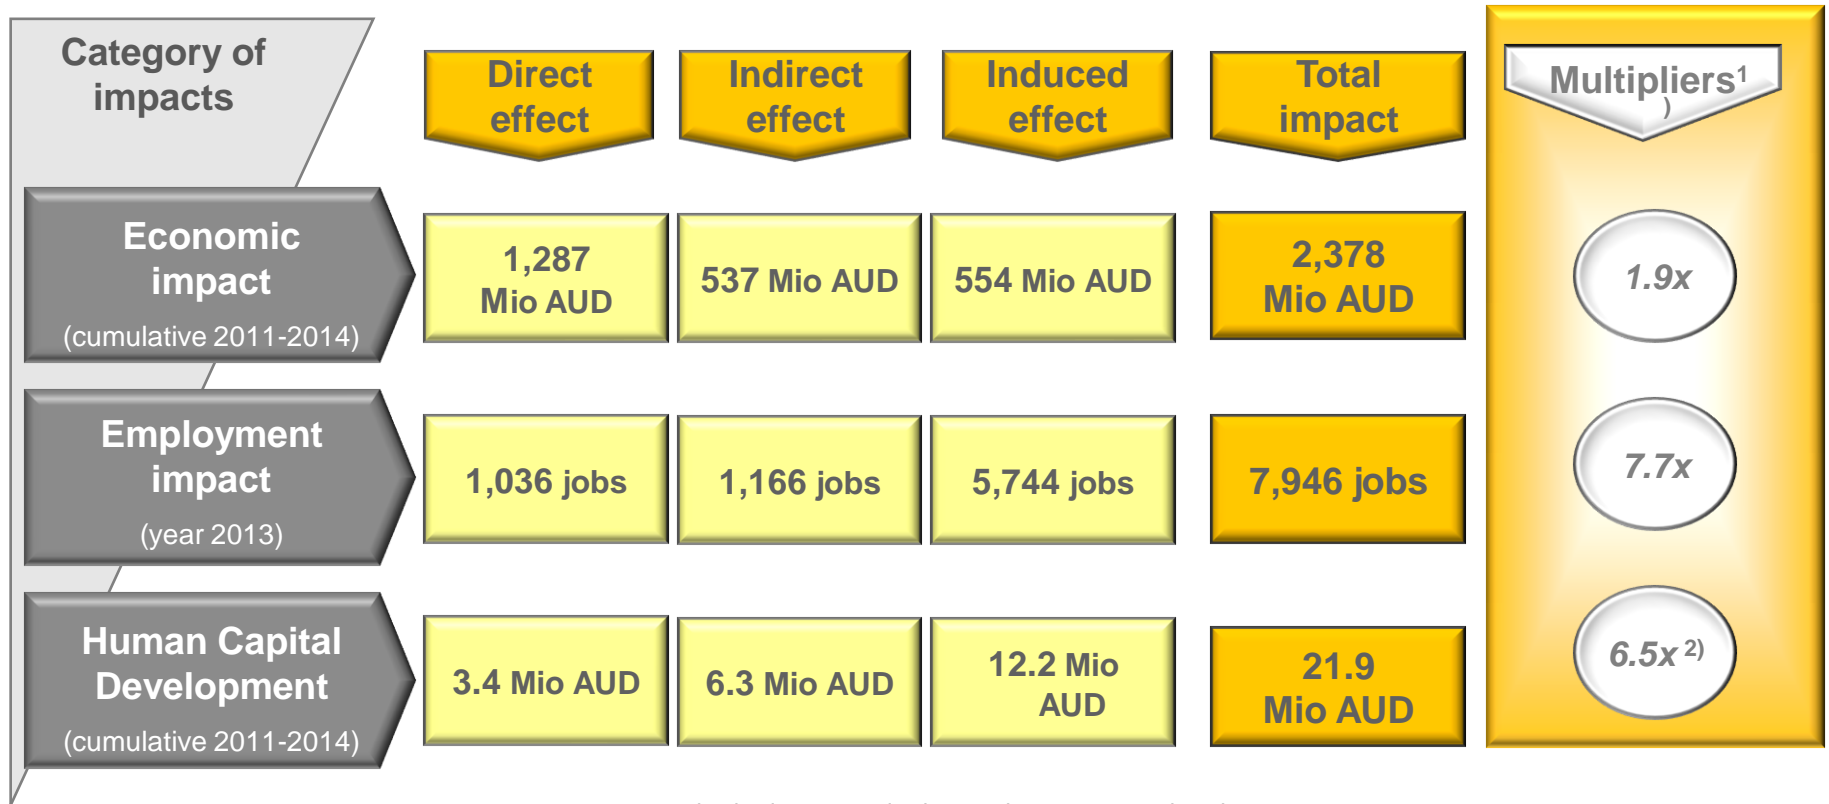 Category of
impacts
Direct
effect
Indirect
effect
Induced
effect
Total
impact
Multipliers¹
)
Economic
impact
(cumulative 2011-2014)
1,287
Mio AUD
537 Mio AUD
554 Mio AUD
2,378
Mio AUD
1.9x
Employment
impact
(year 2013)
1,036 jobs
1,166 jobs
5,744 jobs
7,946 jobs
7.7x
Human Capital
Development
(cumulative 2011-2014)
3.4 Mio AUD
6.3 Mio AUD
12.2 Mio
AUD
21.9
Mio AUD
6.5x ²⁾